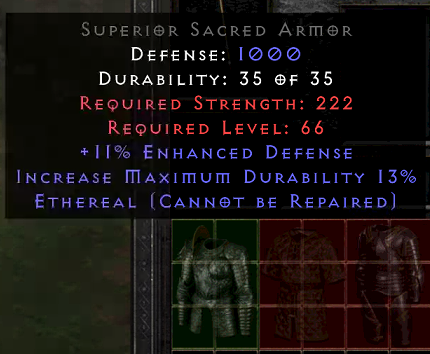 Superior Sacred Armor
Defense: 1000
Durability: 35 of 35
Required Strength: 222
Required Level: 66
+11% Enhanced Defense
Increase Maximum Durability 13%
Ethereal (Cannot be Repaired)